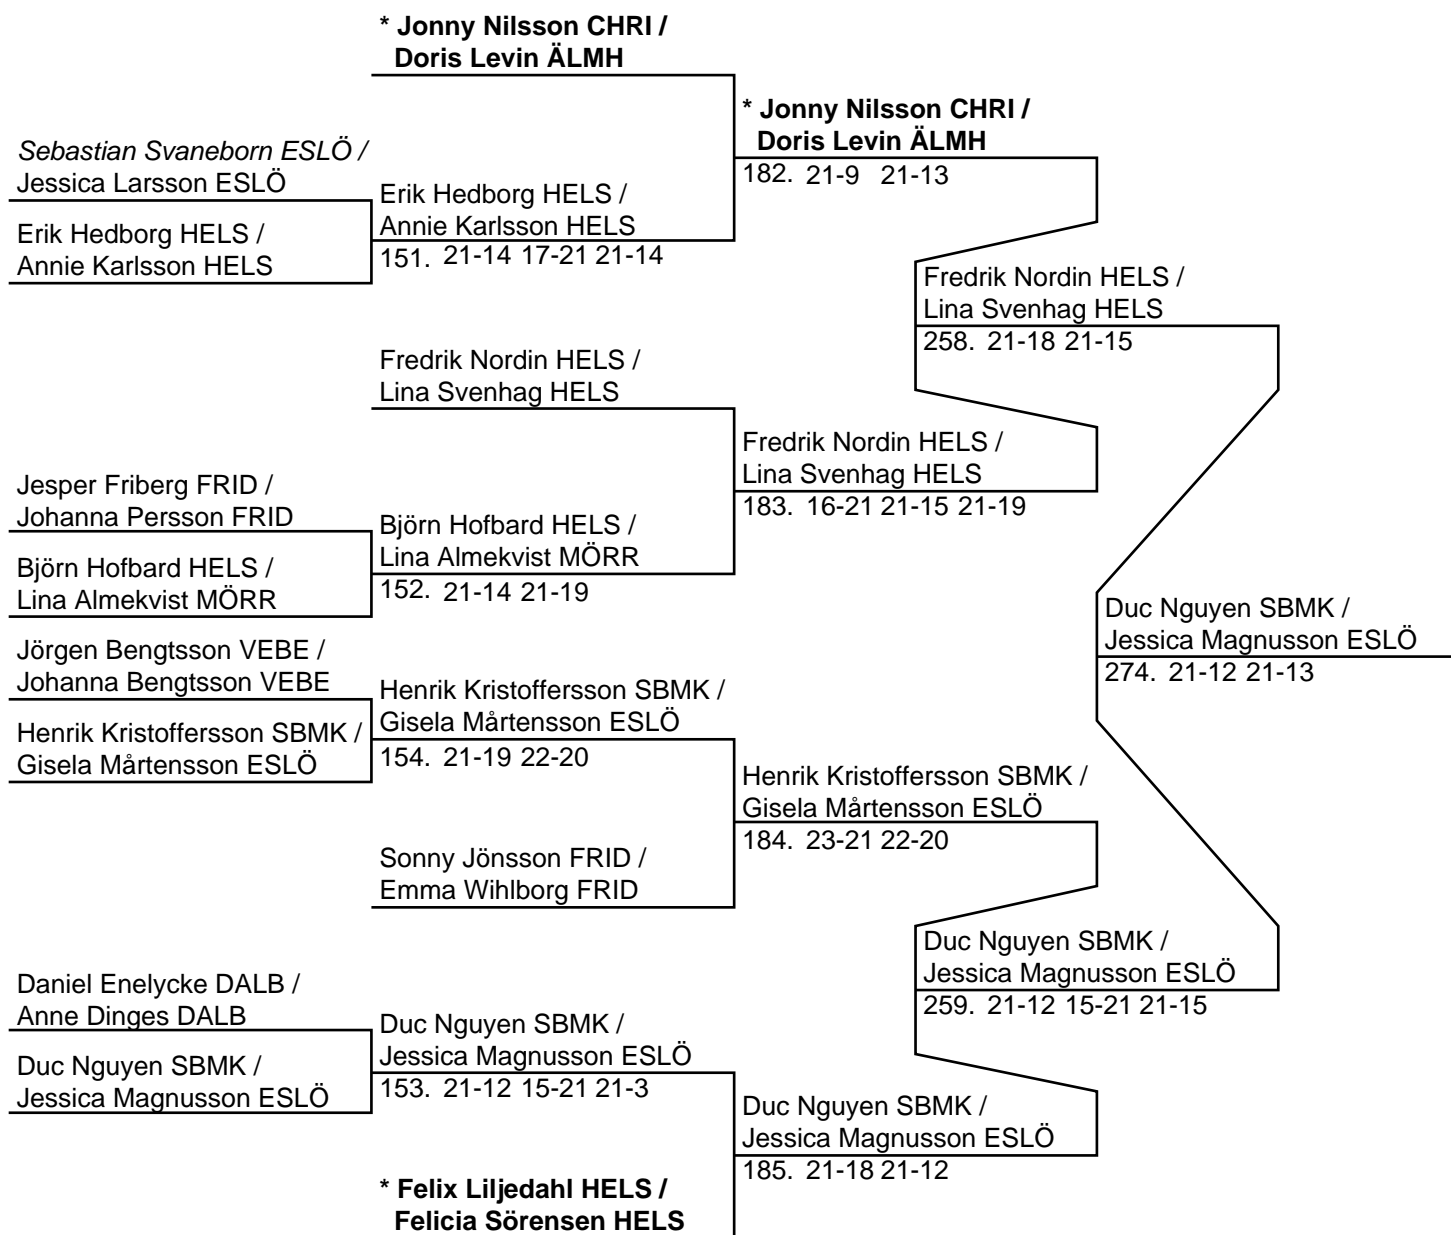 * Jonny Nilsson CHRI /
Doris Levin ÄLMH
* Jonny Nilsson CHRI /
Doris Levin ÄLMH
182. 21-9 21-13
Sebastian Svaneborn ESLÖ /
Jessica Larsson ESLÖ
Erik Hedborg HELS /
Annie Karlsson HELS
Erik Hedborg HELS /
Annie Karlsson HELS
151. 21-14 17-21 21-14
Fredrik Nordin HELS /
Lina Svenhag HELS
258. 21-18 21-15
Fredrik Nordin HELS /
Lina Svenhag HELS
Fredrik Nordin HELS /
Lina Svenhag HELS
183. 16-21 21-15 21-19
Jesper Friberg FRID /
Johanna Persson FRID
Björn Hofbard HELS /
Lina Almekvist MÖRR
Björn Hofbard HELS /
Lina Almekvist MÖRR
152. 21-14 21-19
Duc Nguyen SBMK /
Jessica Magnusson ESLÖ
274. 21-12 21-13
Jörgen Bengtsson VEBE /
Johanna Bengtsson VEBE
Henrik Kristoffersson SBMK /
Gisela Mårtensson ESLÖ
Henrik Kristoffersson SBMK /
Gisela Mårtensson ESLÖ
154. 21-19 22-20
Henrik Kristoffersson SBMK /
Gisela Mårtensson ESLÖ
184. 23-21 22-20
Sonny Jönsson FRID /
Emma Wihlborg FRID
Duc Nguyen SBMK /
Jessica Magnusson ESLÖ
259. 21-12 15-21 21-15
Daniel Enelycke DALB /
Anne Dinges DALB
Duc Nguyen SBMK /
Jessica Magnusson ESLÖ
Duc Nguyen SBMK /
Jessica Magnusson ESLÖ
153. 21-12 15-21 21-3
Duc Nguyen SBMK /
Jessica Magnusson ESLÖ
185. 21-18 21-12
* Felix Liljedahl HELS /
Felicia Sörensen HELS